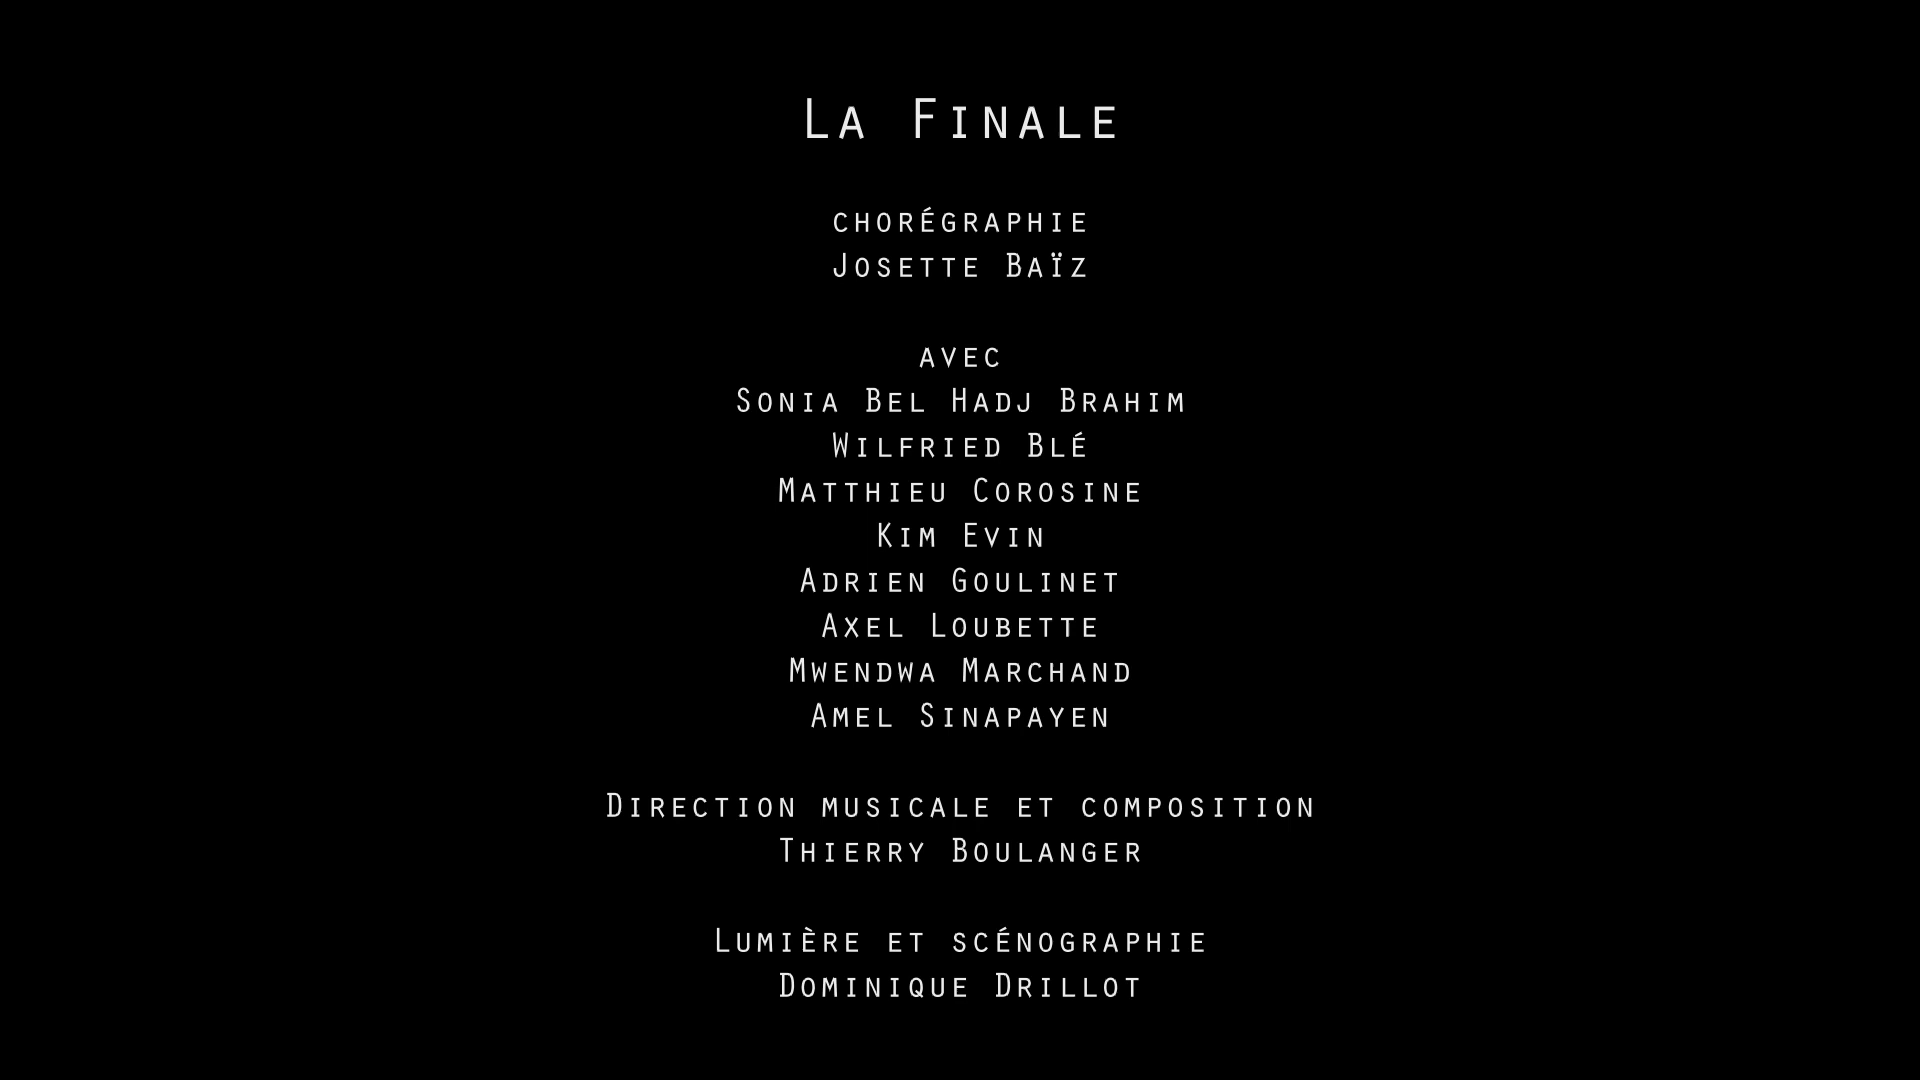 La Finale
chorégraphie
Josette Baïz
avec
Sonia Bel Hadj Brahim
Wilfried Blé
Matthieu Corosine
Kim Evin
Adrien Goulinet
Axel Loubette
Mwendwa Marchand
Amel Sinapayen
Direction musicale et composition
Thierry Boulanger
Lumière et scénographie
Dominique Drillot